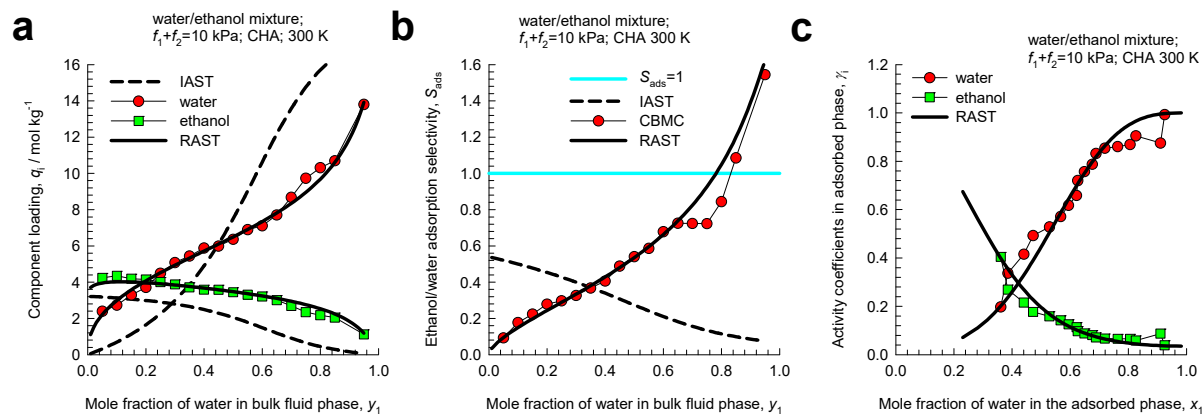 a
water/ethanol mixture;
f₁+f₂=10 kPa; CHA; 300 K
Component loading, qᵢ / mol kg⁻¹
16
14
12
10
8
6
4
2
0
IAST
water
ethanol
RAST
0.0 0.2 0.4 0.6 0.8 1.0
Mole fraction of water in bulk fluid phase, y₁
b
water/ethanol mixture;
f₁+f₂=10 kPa; CHA 300 K
Ethanol/water adsorption selectivity, S_ads
1.6
1.4
1.2
1.0
0.8
0.6
0.4
0.2
0.0
S_ads=1
IAST
CBMC
RAST
0.0 0.2 0.4 0.6 0.8 1.0
Mole fraction of water in bulk fluid phase, y₁
c
water/ethanol mixture;
f₁+f₂=10 kPa; CHA 300 K
Activity coefficients in adsorbed phase, γᵢ
1.2
1.0
0.8
0.6
0.4
0.2
0.0
water
ethanol
RAST
0.0 0.2 0.4 0.6 0.8 1.0
Mole fraction of water in the adsorbed phase, x₁